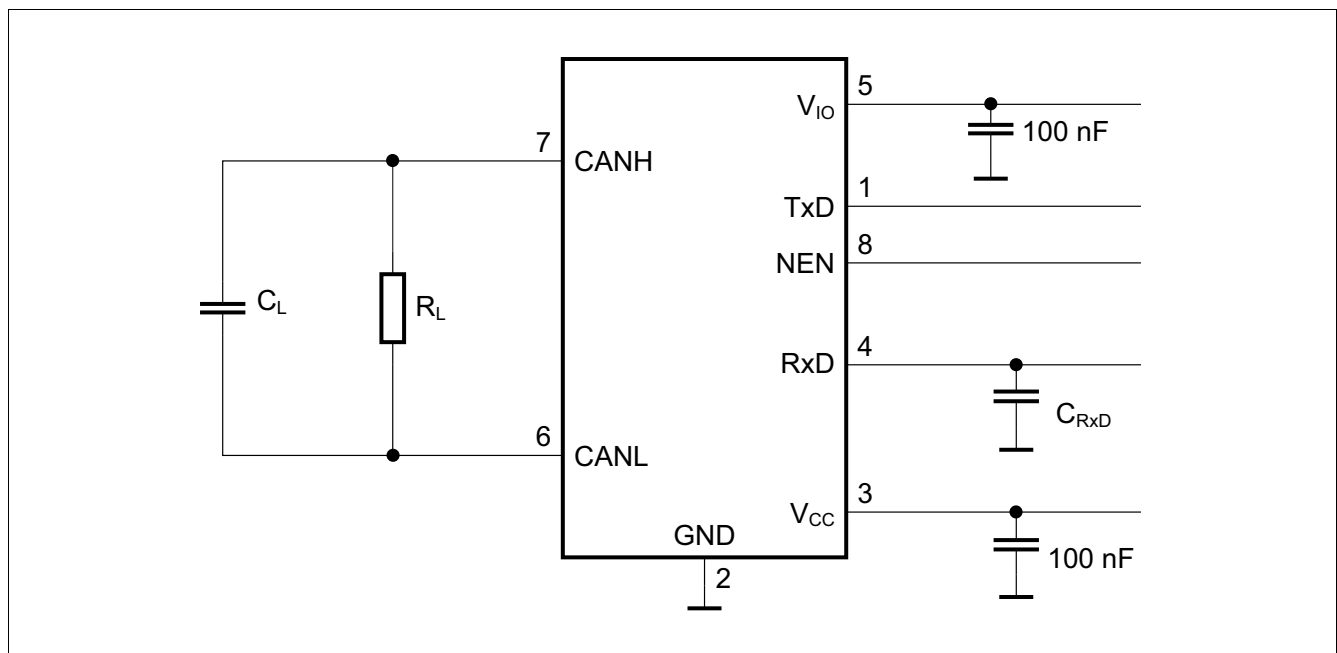 5
V_IO
100 nF
7
CANH
1
TxD
8
NEN
C_L
R_L
4
RxD
C_RxD
6
CANL
3
V_CC
GND
100 nF
2